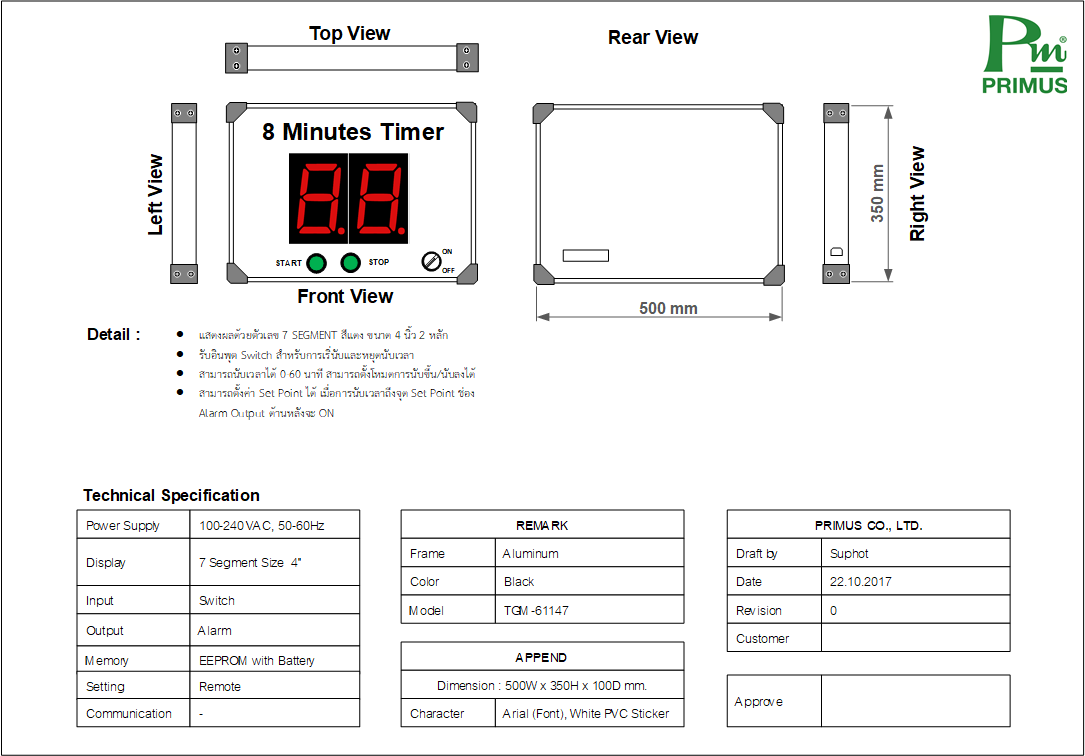 Top View
Rear View
Pm®
PRIMUS
8 Minutes Timer
8.8.
START
STOP
ON
OFF
Left View
Front View
350 mm
Right View
500 mm
Detail :
● แสดงผลด้วยตัวเลข 7 SEGMENT สีแดง ขนาด 4 นิ้ว 2 หลัก
● รับอินพุต Switch สำหรับการเริ่นับและหยุดนับเวลา
● สามารถนับเวลาได้ 0-60 นาที สามารถตั้งโหมดการนับขึ้น/นับลงได้
● สามารถตั้งค่า Set Point ได้ เมื่อการนับเวลาถึงจุด Set Point ช่อง
Alarm Output ด้านหลังจะ ON
Technical Specification
Power Supply 100-240VAC, 50-60Hz
Display 7 Segment Size 4"
Input Switch
Output Alarm
Memory EEPROM with Battery
Setting Remote
Communication -
REMARK
Frame Aluminum
Color Black
Model TGM-61147
APPEND
Dimension : 500W x 350H x 100D mm.
Character Arial (Font), White PVC Sticker
PRIMUS CO., LTD.
Draft by Suphot
Date 22.10.2017
Revision 0
Customer
Approve